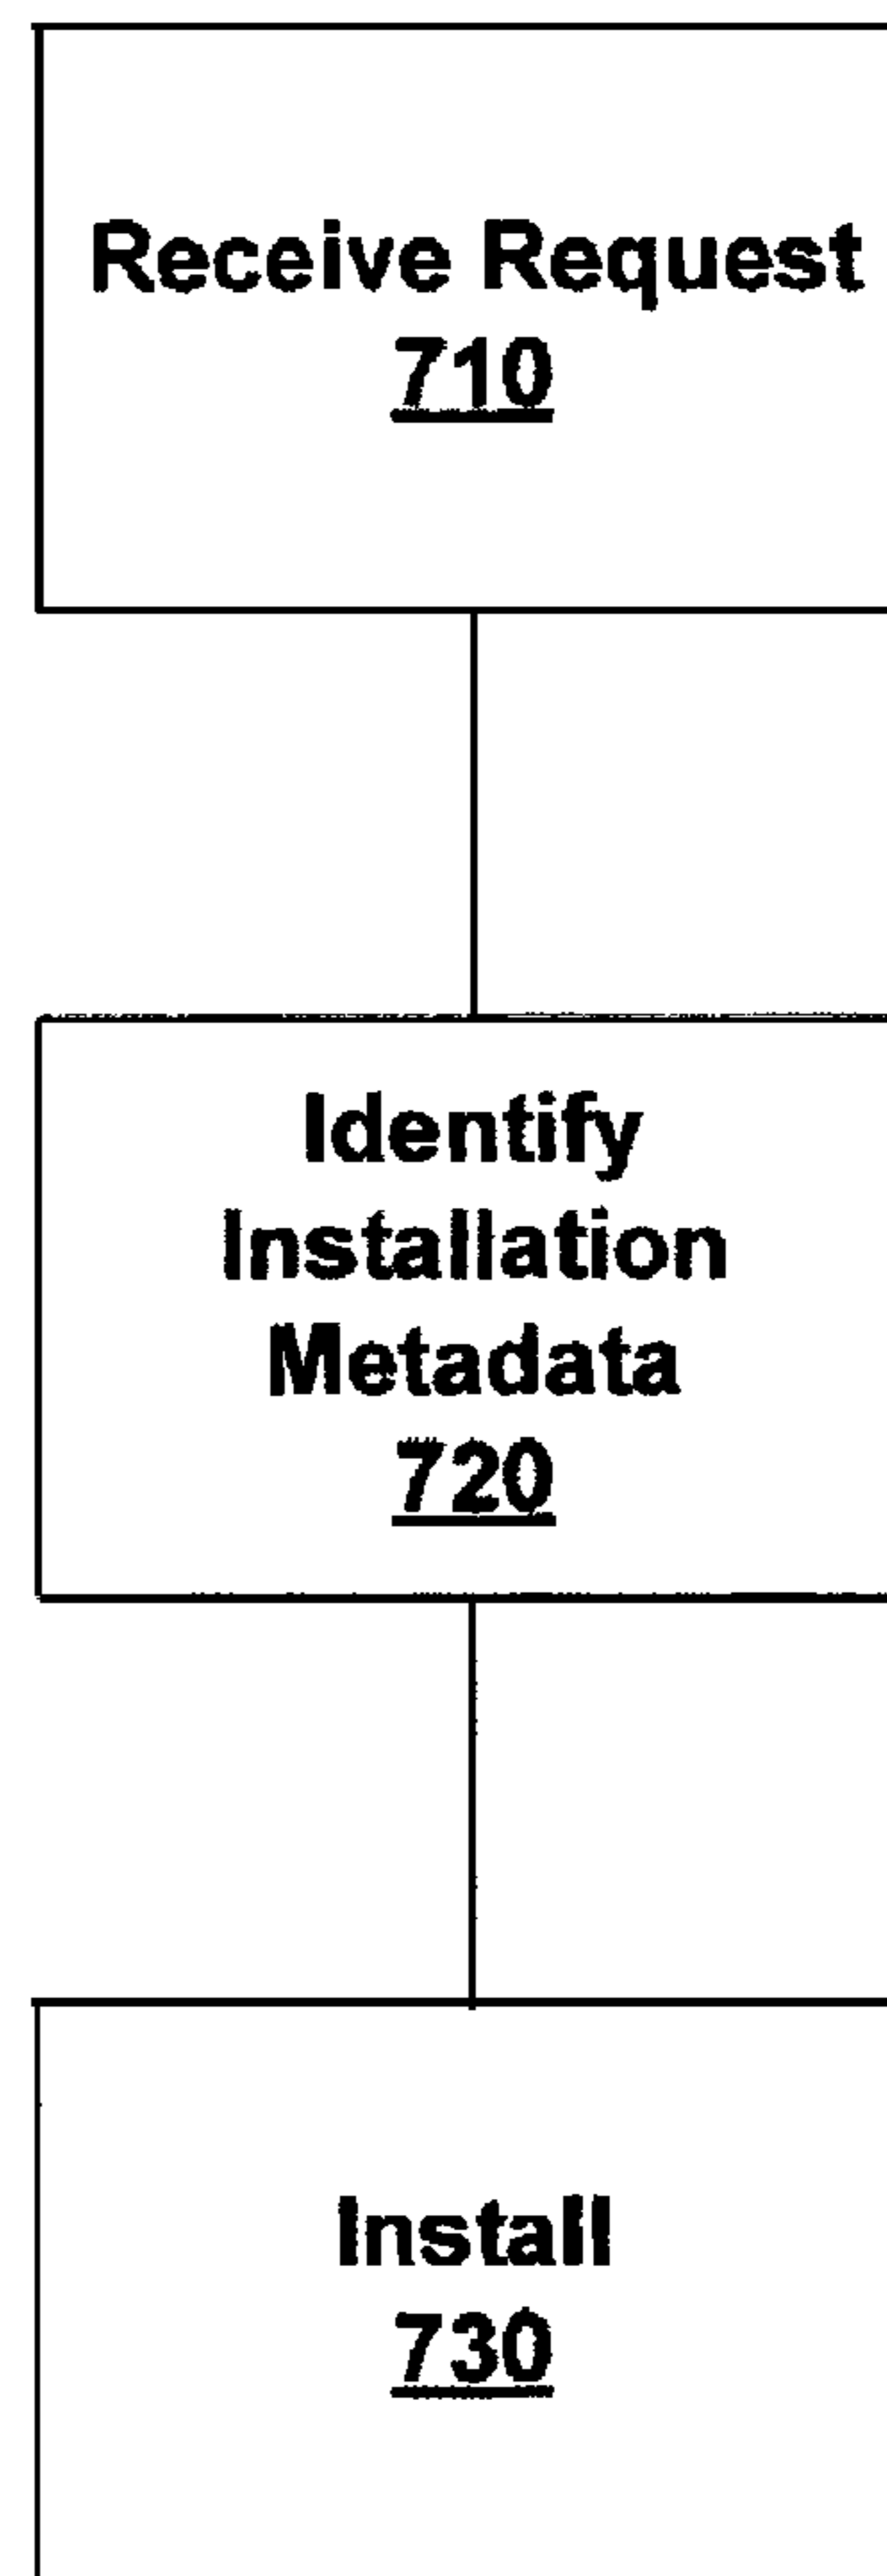 Receive Request
710
Identify
Installation
Metadata
720
Install
730